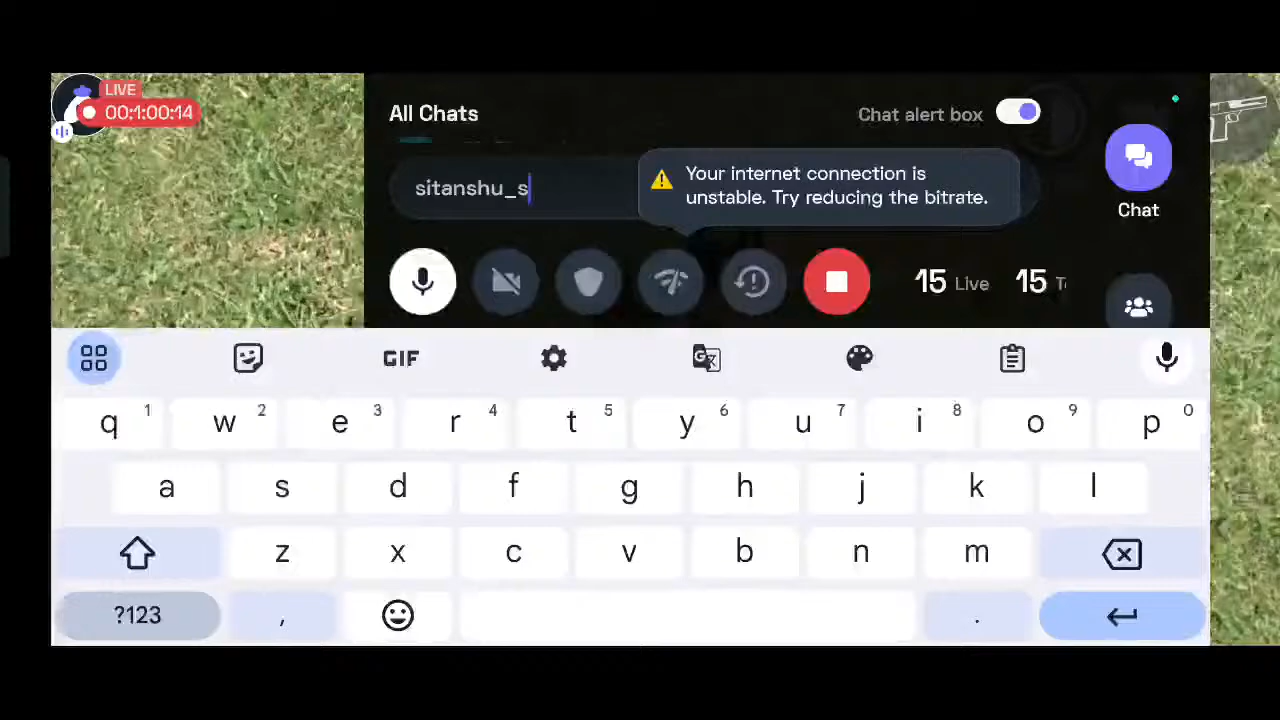 LIVE
00:1:00:14
All Chats
Chat alert box
sitanshu_s
Your internet connection is
unstable. Try reducing the bitrate.
Chat
15 Live 15 T
GIF
q 1 w 2 e 3 r 4 t 5 y 6 u 7 i 8 o 9 p 0
a s d f g h j k l
z x c v b n m
?123 , .